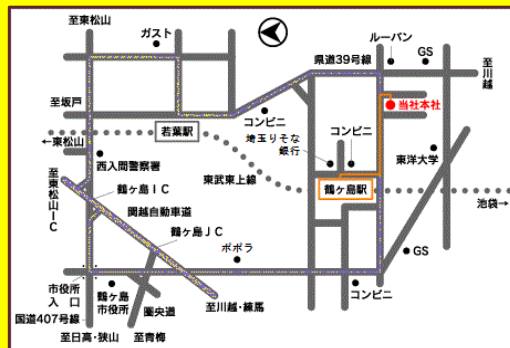 至東松山
ガスト
ルーパン
GS
県道39号線
至川越
至坂戸
コンビニ
当社本社
若葉駅
埼玉りそな
銀行
コンビニ
←東松山
東洋大学
西入間警察署
東武東上線
至東松山IC
鶴ヶ島IC
鶴ヶ島駅
池袋→
関越自動車道
鶴ヶ島JC
ポポラ
GS
市役所
入口
鶴ヶ島
市役所
圏央道
至川越・練馬
コンビニ
国道407号線
至日高・狭山
至青梅